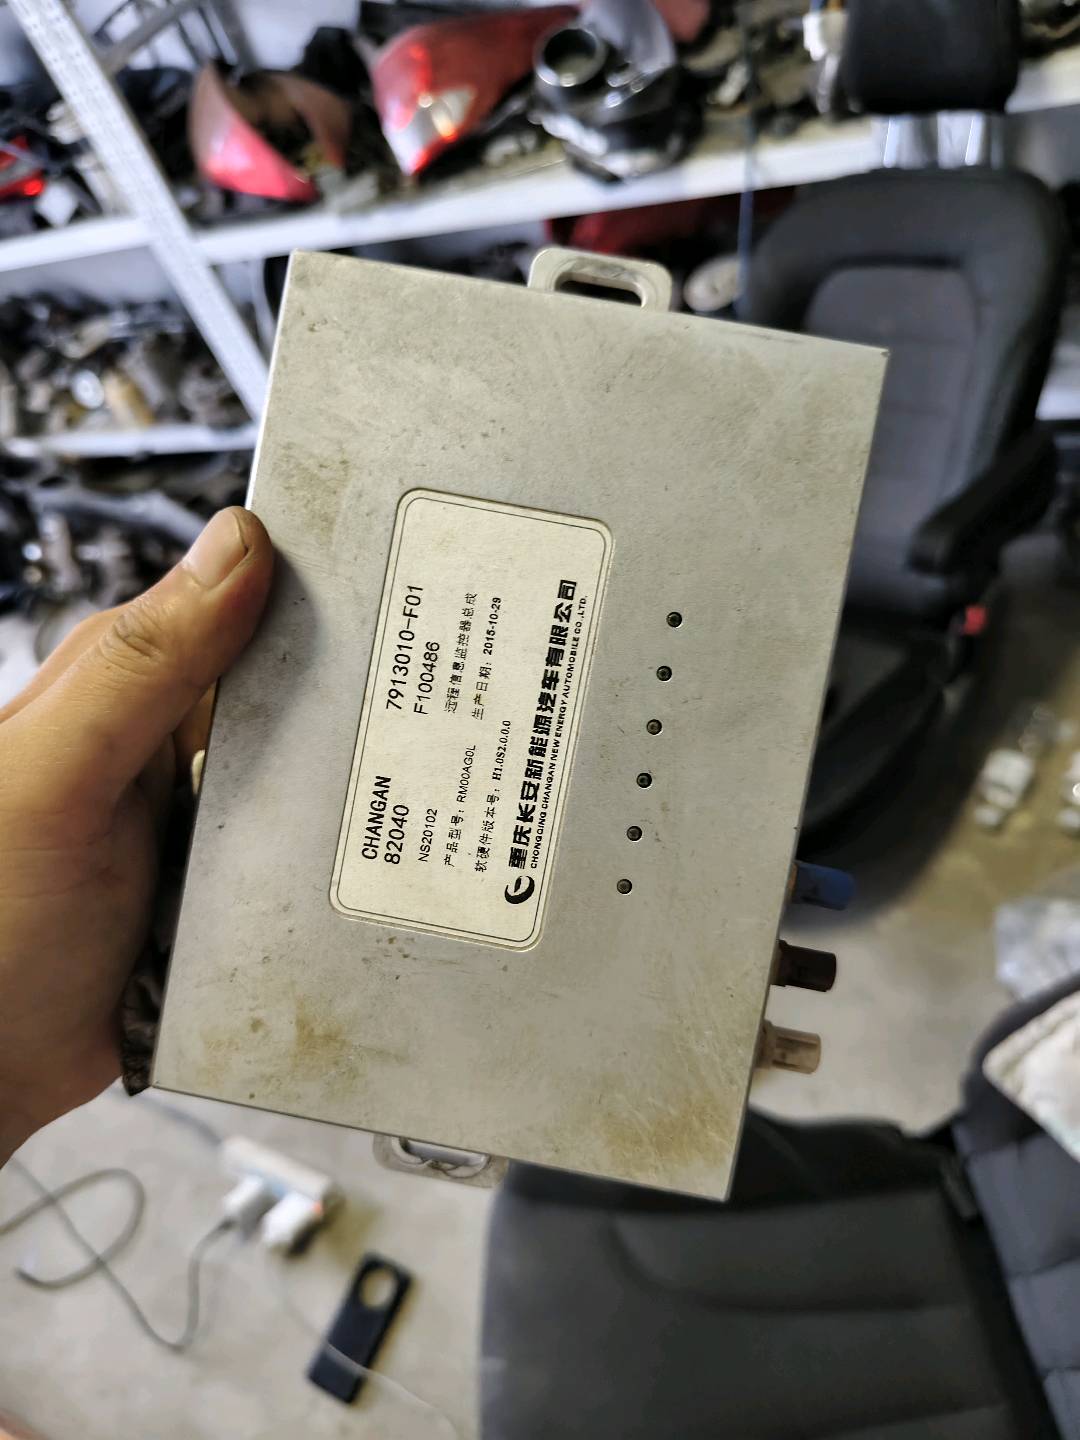 CHANGAN 7913010-F01
82040 F100486
NS20102 远程信息监控器总成
产品型号：RM00AG0L 生产日期：2015-10-29
软硬件版本号：H1.0S2.0.0.0
重庆长安新能源汽车有限公司
CHONGQING CHANGAN NEW ENERGY AUTOMOBILE CO.,LTD.